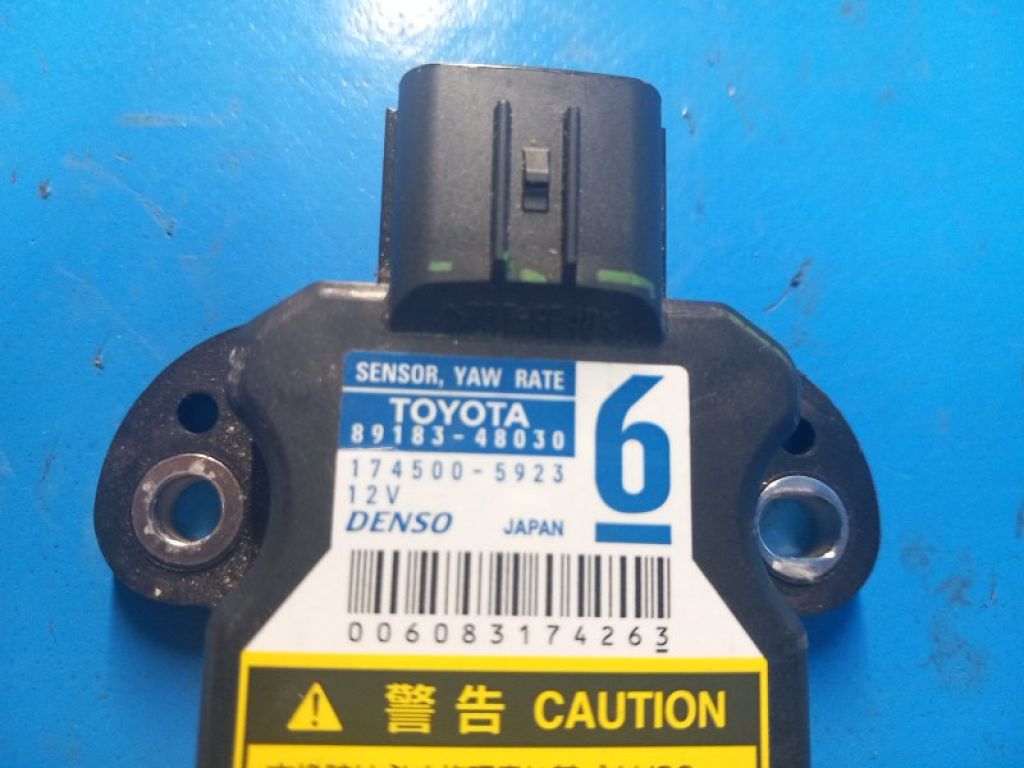 SENSOR, YAW RATE
TOYOTA
89183-48030
6
174500-5923
12V
DENSO JAPAN
006083174263
警告 CAUTION